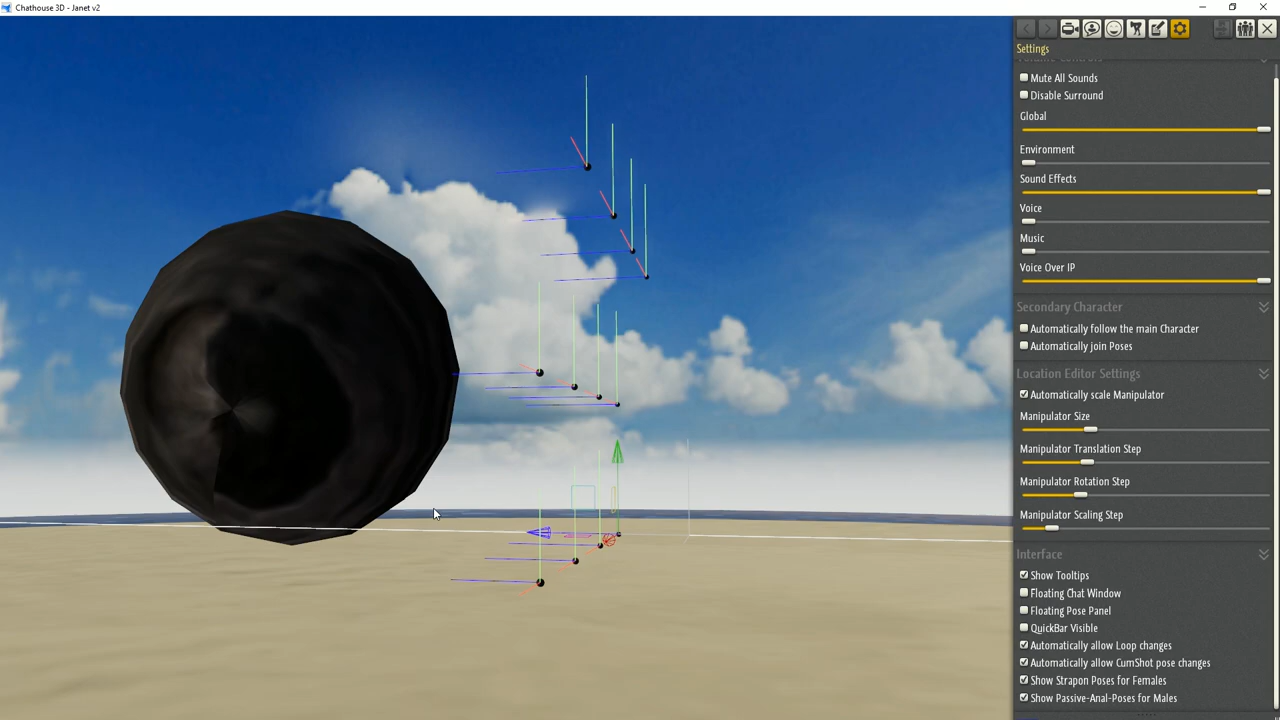 Chathouse 3D - Janet v2
Settings
Mute All Sounds
Disable Surround
Global
Environment
Sound Effects
Voice
Music
Voice Over IP
Secondary Character
Automatically follow the main Character
Automatically join Poses
Location Editor Settings
Automatically scale Manipulator
Manipulator Size
Manipulator Translation Step
Manipulator Rotation Step
Manipulator Scaling Step
Interface
Show Tooltips
Floating Chat Window
Floating Pose Panel
QuickBar Visible
Automatically allow Loop changes
Automatically allow CumShot pose changes
Show Strapon Poses for Females
Show Passive-Anal-Poses for Males